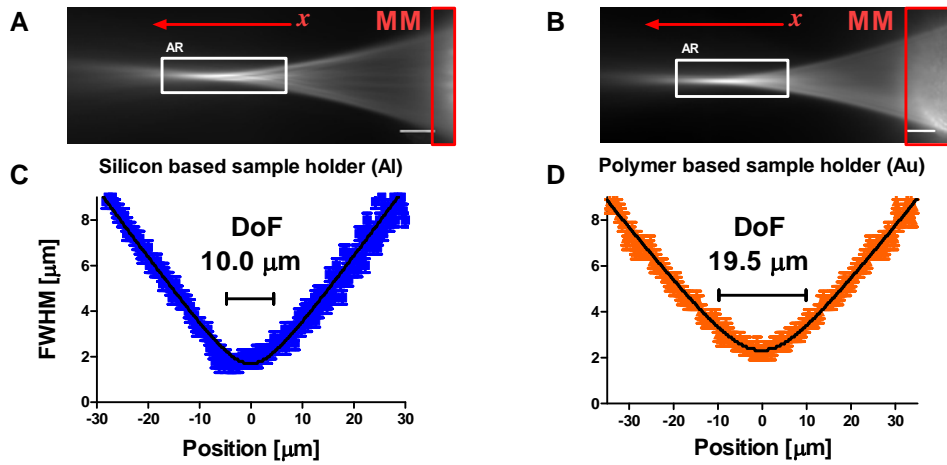 A
x
MM
AR
B
x
MM
AR
Silicon based sample holder (Al)
Polymer based sample holder (Au)
C
DoF
10.0 μm
FWHM [μm]
8
6
4
2
0
-30
-20
-10
0
10
20
30
Position [μm]
D
DoF
19.5 μm
8
6
4
2
0
-30
-20
-10
0
10
20
30
Position [μm]